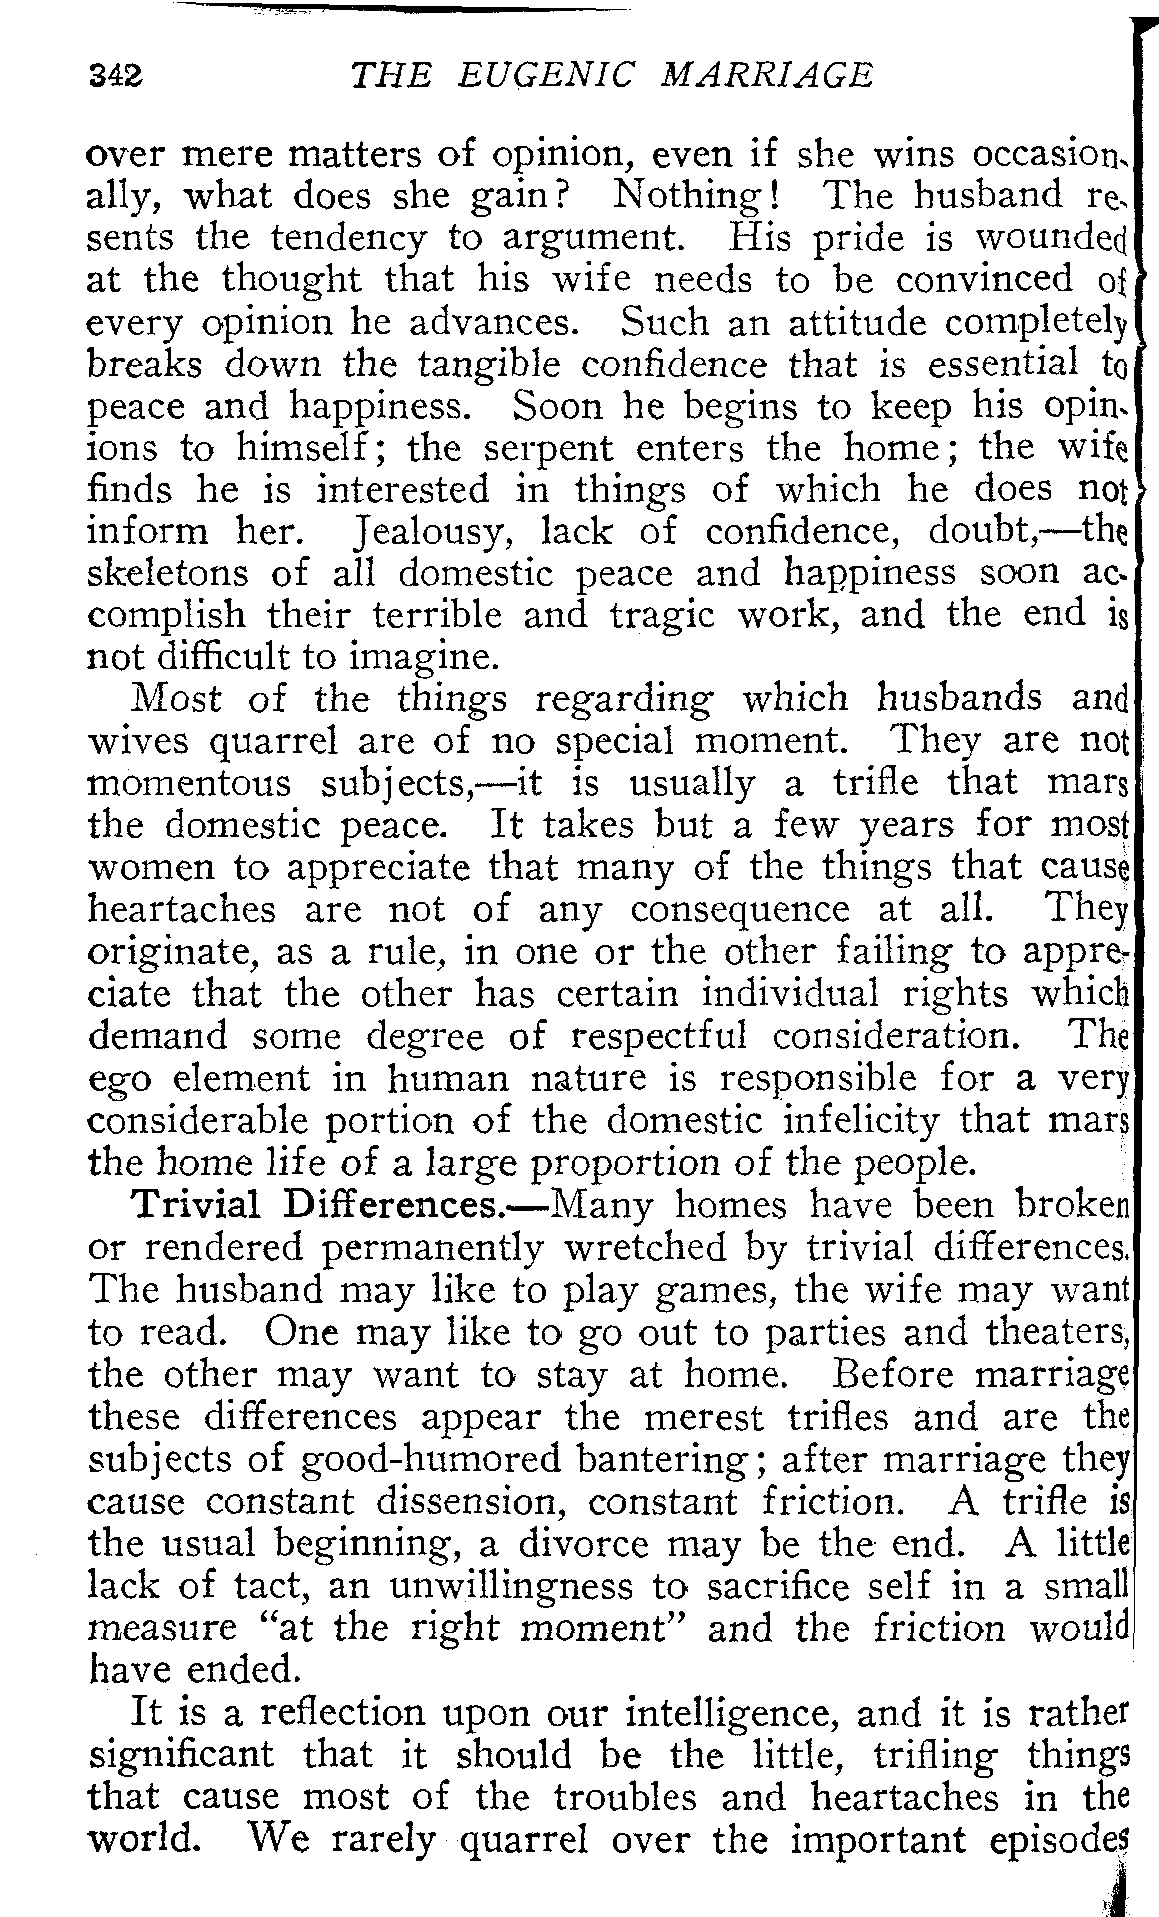 342 THE EUGENIC MARRIAGE
over mere matters of opinion, even if she wins occasion-
ally, what does she gain? Nothing! The husband re-
sents the tendency to argument. His pride is wounded
at the thought that his wife needs to be convinced of
every opinion he advances. Such an attitude completely
breaks down the tangible confidence that is essential to
peace and happiness. Soon he begins to keep his opin-
ions to himself; the serpent enters the home; the wife
finds he is interested in things of which he does not
inform her. Jealousy, lack of confidence, doubt,—the
skeletons of all domestic peace and happiness soon ac-
complish their terrible and tragic work, and the end is
not difficult to imagine.
Most of the things regarding which husbands and
wives quarrel are of no special moment. They are not
momentous subjects,—it is usually a trifle that mars
the domestic peace. It takes but a few years for most
women to appreciate that many of the things that cause
heartaches are not of any consequence at all. They
originate, as a rule, in one or the other failing to appre-
ciate that the other has certain individual rights which
demand some degree of respectful consideration. The
ego element in human nature is responsible for a very
considerable portion of the domestic infelicity that mars
the home life of a large proportion of the people.
Trivial Differences.—Many homes have been broken
or rendered permanently wretched by trivial differences.
The husband may like to play games, the wife may want
to read. One may like to go out to parties and theaters,
the other may want to stay at home. Before marriage
these differences appear the merest trifles and are the
subjects of good-humored bantering; after marriage they
cause constant dissension, constant friction. A trifle is
the usual beginning, a divorce may be the end. A little
lack of tact, an unwillingness to sacrifice self in a small
measure “at the right moment” and the friction would
have ended.
It is a reflection upon our intelligence, and it is rather
significant that it should be the little, trifling things
that cause most of the troubles and heartaches in the
world. We rarely quarrel over the important episodes